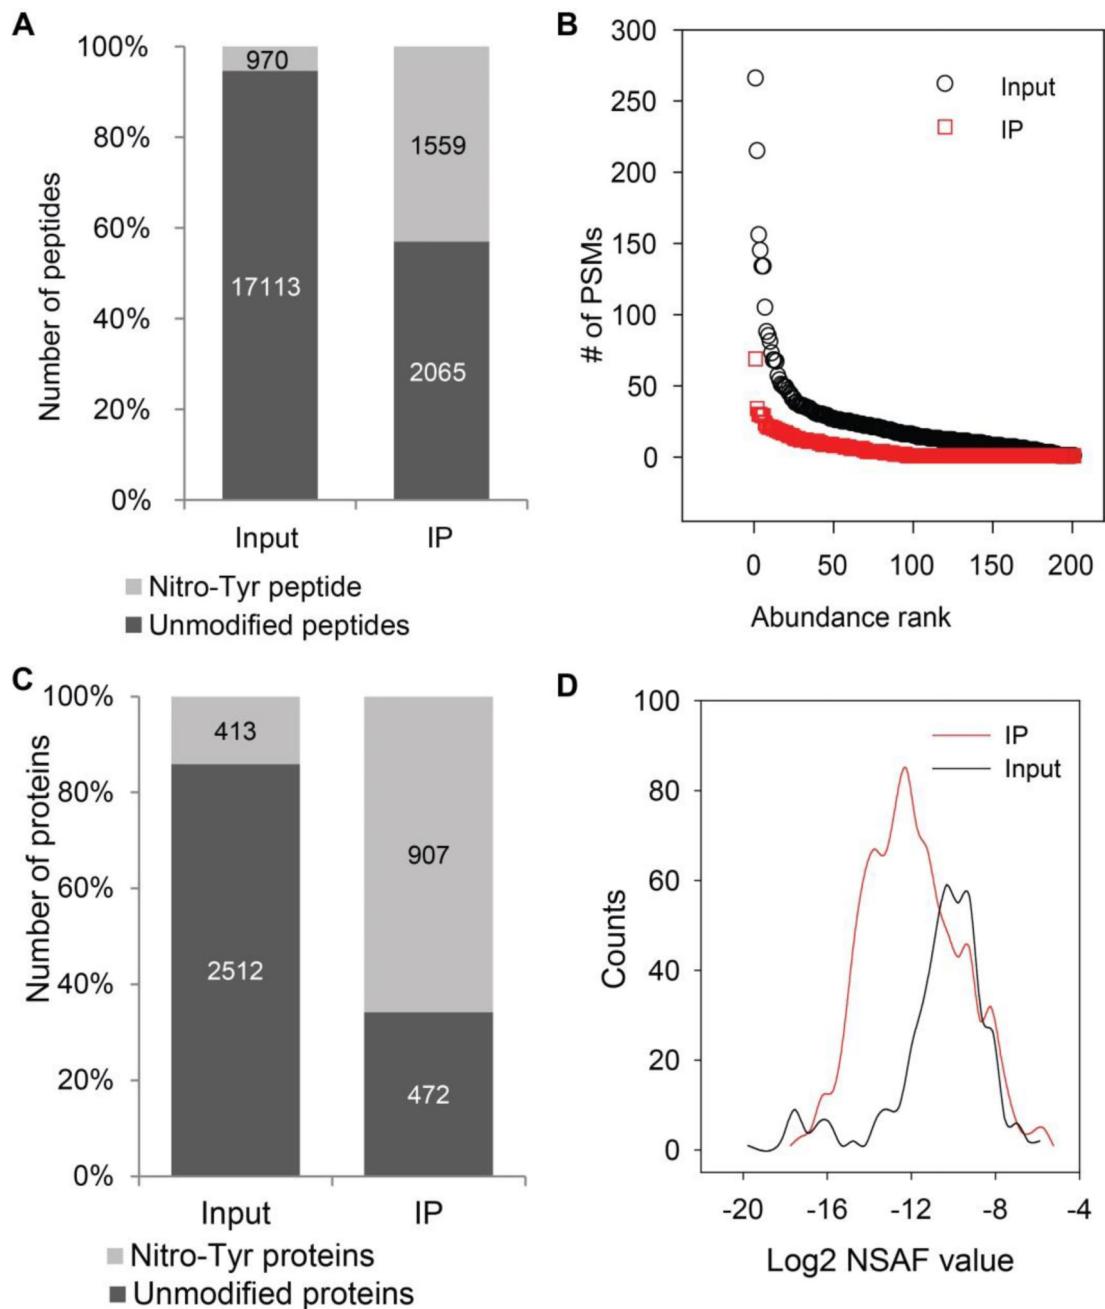 A
Number of peptides
100%
80%
60%
40%
20%
0%
970
17113
1559
2065
Input IP
Nitro-Tyr peptide
Unmodified peptides
B
# of PSMs
300
250
200
150
100
50
0
Input
IP
0 50 100 150 200
Abundance rank
C
Number of proteins
100%
80%
60%
40%
20%
0%
413
2512
907
472
Input IP
Nitro-Tyr proteins
Unmodified proteins
D
Counts
100
80
60
40
20
0
IP
Input
-20 -16 -12 -8 -4
Log2 NSAF value